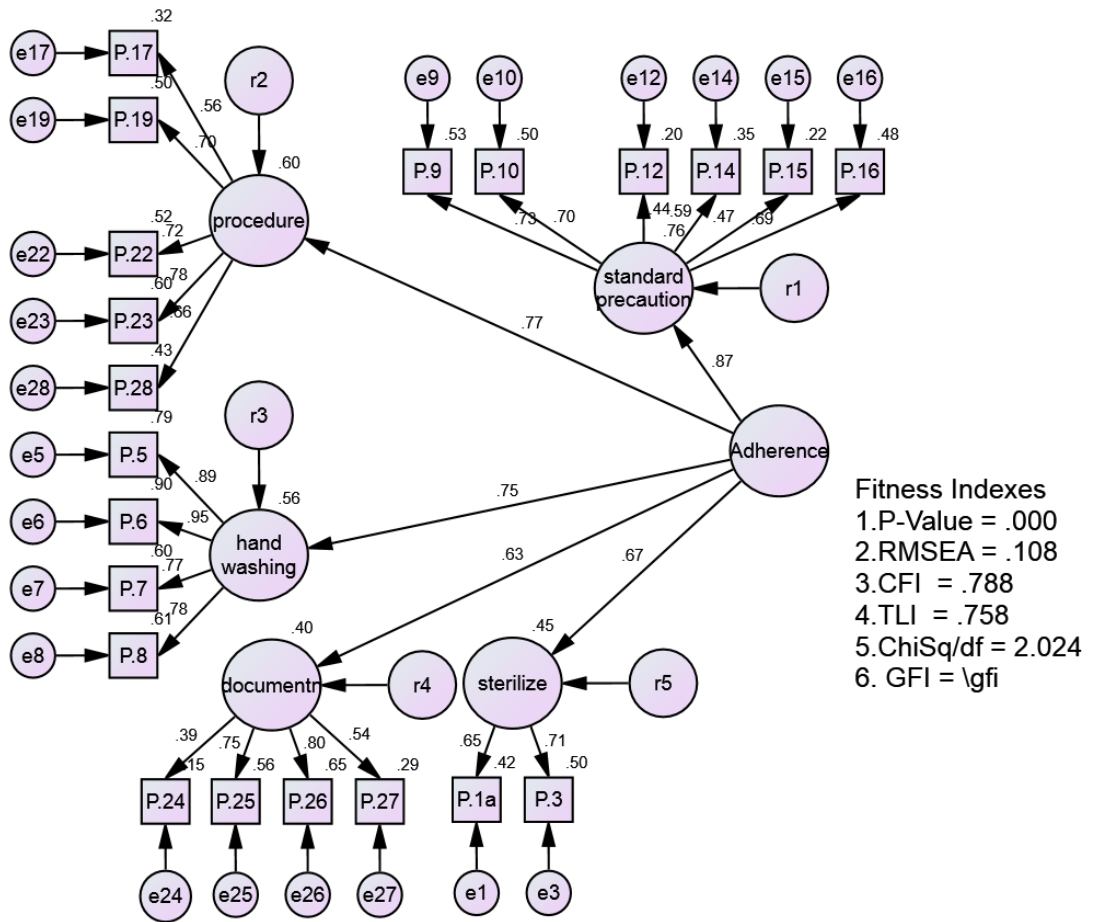 .32
e17 P.17 r2 e9 e10 e12 e14 e15 e16
.50
e19 P.19 .56 .53 .50 .20 .35 .22 .48
.70 .60 P.9 P.10 P.12 P.14 P.15 P.16
procedure
.52
.72 .73 .70 .44 .59 .47 .69
e22 P.22 .76
.78 standard
.60 precaution r1
e23 P.23 .66
.77
.43 .87
e28 P.28
.79 r3
e5 P.5 Adherence
.89
.90 .56 .75
e6 P.6 .95 Fitness Indexes
.60 hand 1.P-Value = .000
.77 washing .63 .67 2.RMSEA = .108
e7 P.7 3.CFI = .788
.78 4.TLI = .758
.61 5.ChiSq/df = 2.024
e8 P.8 .40 .45 6. GFI = \gfi
documentn r4 sterilize r5
.39 .75 .80 .54 .65 .71
.15 .56 .65 .29 .42 .50
P.24 P.25 P.26 P.27 P.1a P.3
e24 e25 e26 e27 e1 e3